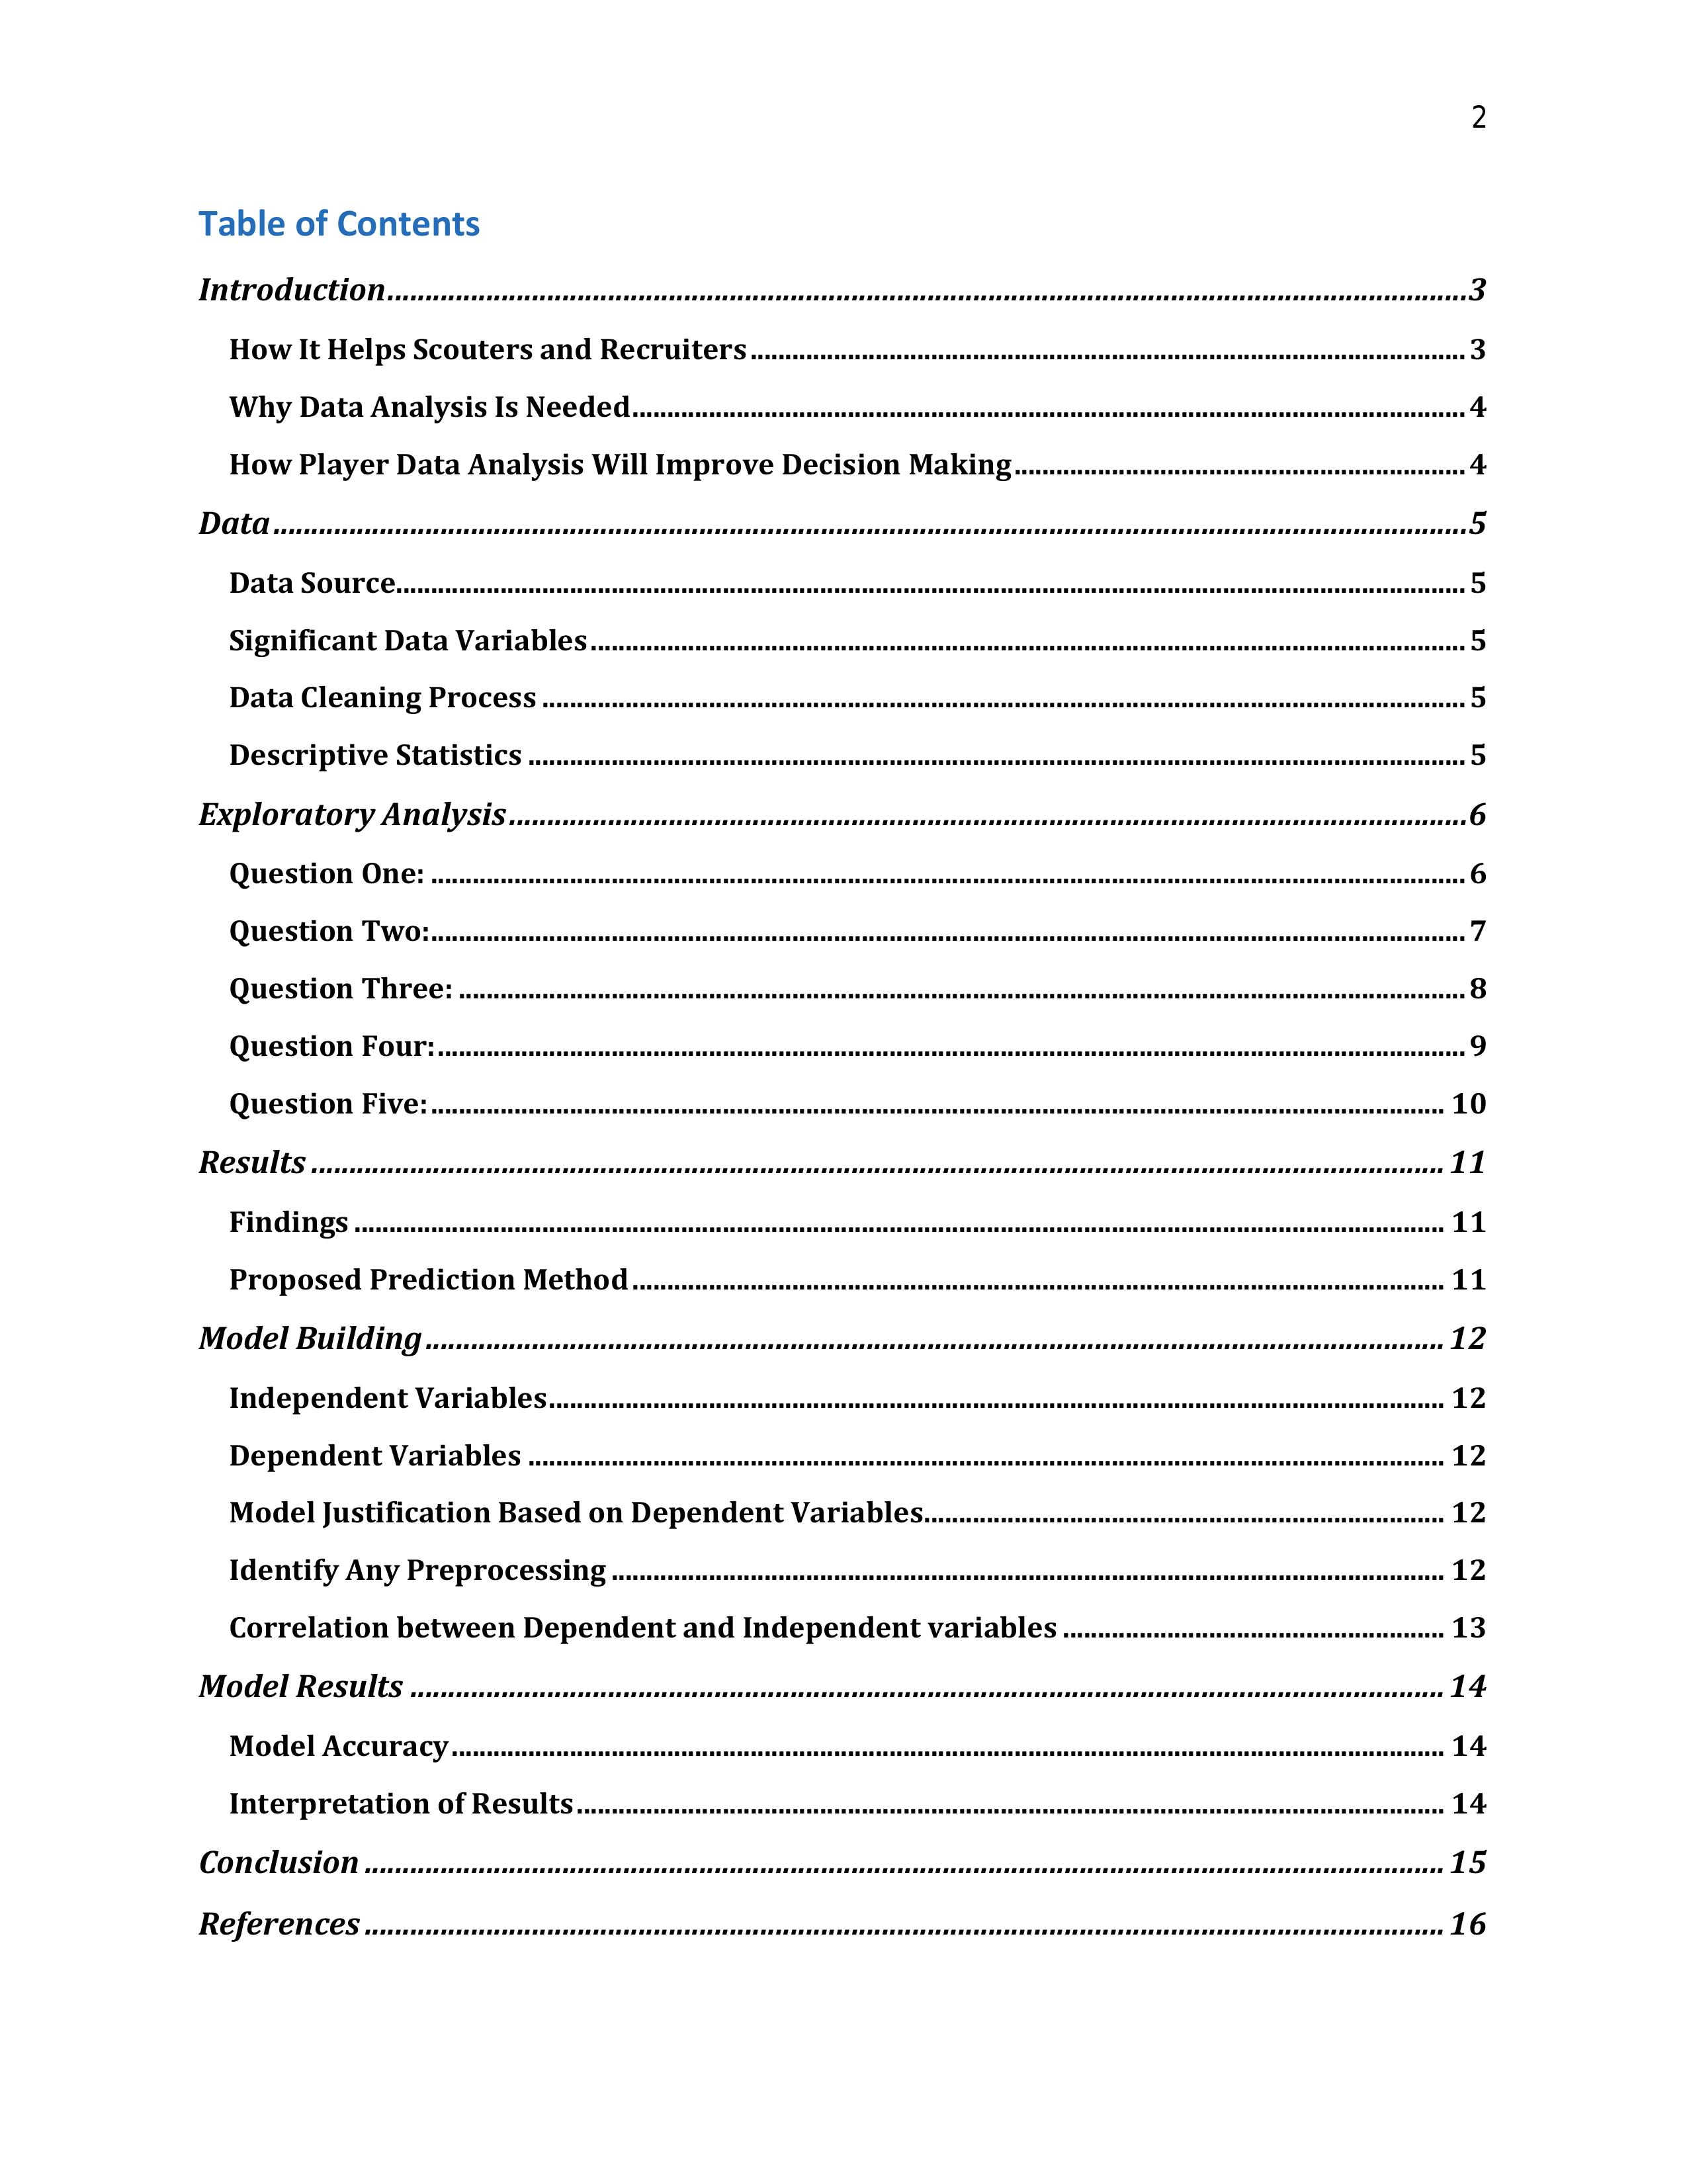 2
Table of Contents
Introduction........................................................3
How It Helps Scouters and Recruiters........................................................3
Why Data Analysis Is Needed........................................................4
How Player Data Analysis Will Improve Decision Making........................................................4
Data........................................................5
Data Source........................................................5
Significant Data Variables........................................................5
Data Cleaning Process........................................................5
Descriptive Statistics........................................................5
Exploratory Analysis........................................................6
Question One:........................................................6
Question Two:........................................................7
Question Three:........................................................8
Question Four:........................................................9
Question Five:........................................................10
Results........................................................11
Findings........................................................11
Proposed Prediction Method........................................................11
Model Building........................................................12
Independent Variables........................................................12
Dependent Variables........................................................12
Model Justification Based on Dependent Variables........................................................12
Identify Any Preprocessing........................................................12
Correlation between Dependent and Independent variables........................................................13
Model Results........................................................14
Model Accuracy........................................................14
Interpretation of Results........................................................14
Conclusion........................................................15
References........................................................16